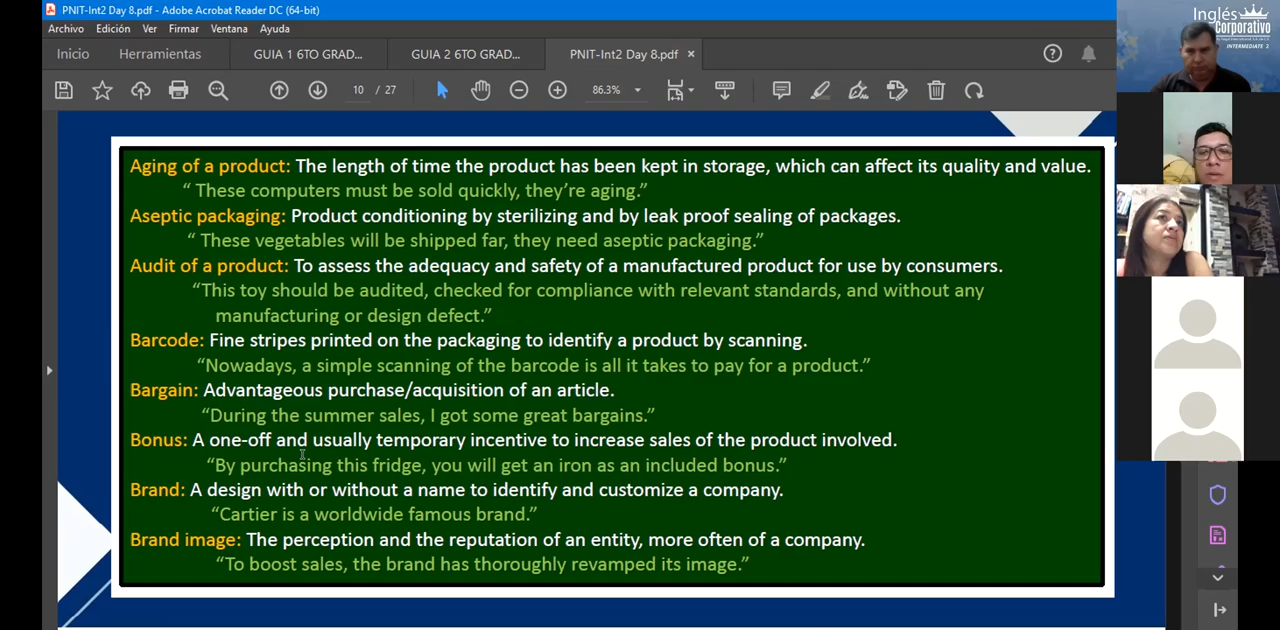 PNIT-Int2 Day 8.pdf - Adobe Acrobat Reader DC (64-bit)
Archivo Edición Ver Firmar Ventana Ayuda
Inicio Herramientas GUIA 1 6TO GRAD... GUIA 2 6TO GRAD... PNIT-Int2 Day 8.pdf
10 / 27 86.3%
Inglés
Corporativo
INTERMEDIATE 2
Aging of a product: The length of time the product has been kept in storage, which can affect its quality and value.
“ These computers must be sold quickly, they’re aging.”
Aseptic packaging: Product conditioning by sterilizing and by leak proof sealing of packages.
“ These vegetables will be shipped far, they need aseptic packaging.”
Audit of a product: To assess the adequacy and safety of a manufactured product for use by consumers.
“This toy should be audited, checked for compliance with relevant standards, and without any
manufacturing or design defect.”
Barcode: Fine stripes printed on the packaging to identify a product by scanning.
“Nowadays, a simple scanning of the barcode is all it takes to pay for a product.”
Bargain: Advantageous purchase/acquisition of an article.
“During the summer sales, I got some great bargains.”
Bonus: A one-off and usually temporary incentive to increase sales of the product involved.
“By purchasing this fridge, you will get an iron as an included bonus.”
Brand: A design with or without a name to identify and customize a company.
“Cartier is a worldwide famous brand.”
Brand image: The perception and the reputation of an entity, more often of a company.
“To boost sales, the brand has thoroughly revamped its image.”